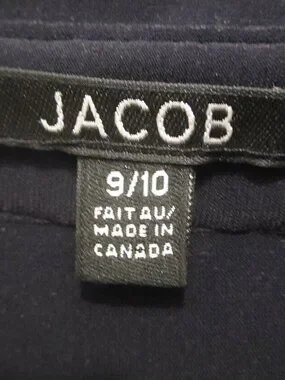 JACOB
9/10
FAIT AU/
MADE IN
CANADA